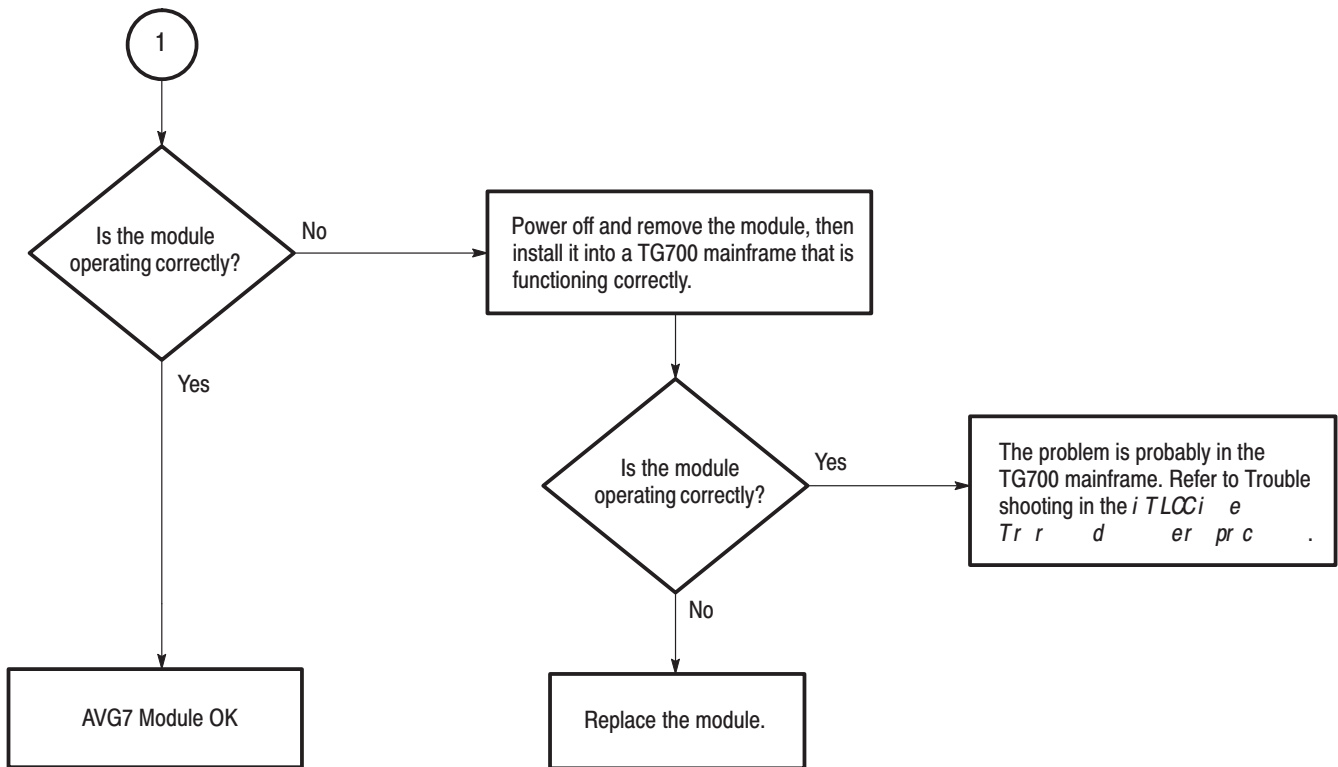 1
Is the module
operating correctly?
No
Power off and remove the module, then
install it into a TG700 mainframe that is
functioning correctly.
Yes
Is the module
operating correctly?
Yes
The problem is probably in the
TG700 mainframe. Refer to Trouble
shooting in the
No
AVG7 Module OK
Replace the module.